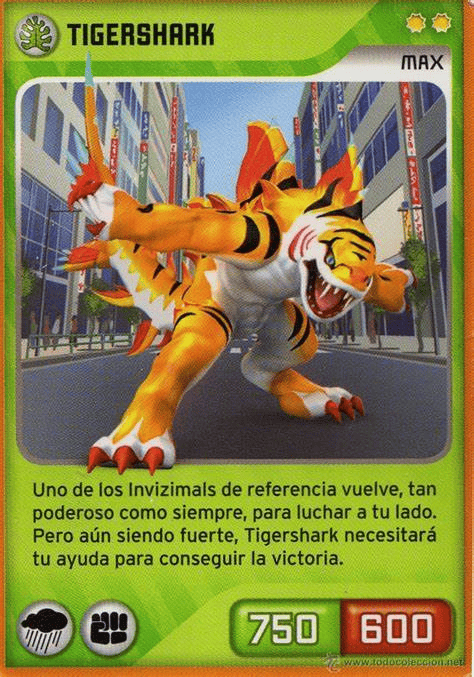 TIGERSHARK
MAX
Uno de los Invizimals de referencia vuelve, tan
poderoso como siempre, para luchar a tu lado.
Pero aún siendo fuerte, Tigershark necesitará
tu ayuda para conseguir la victoria.
750 600
www.todocoleccion.net